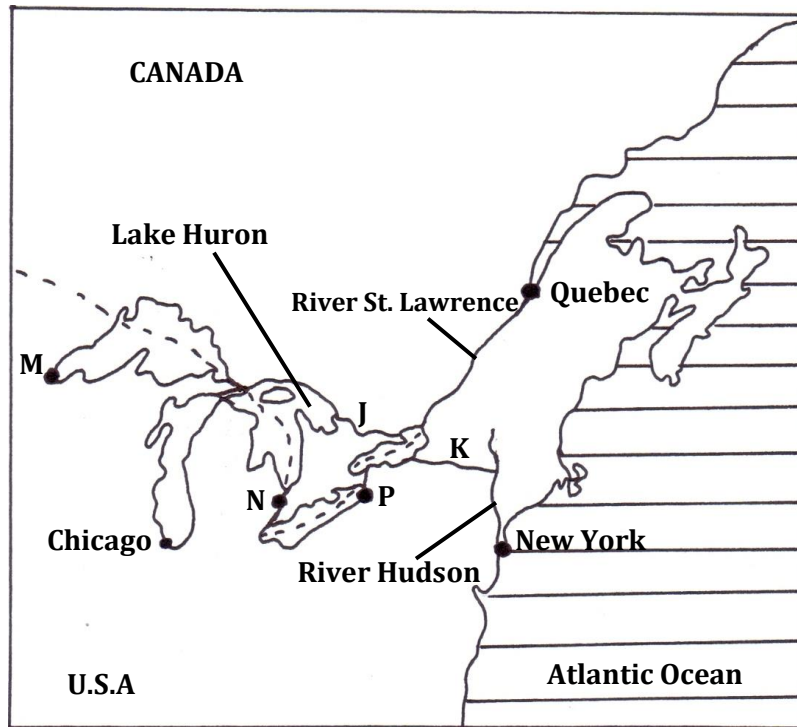 CANADA
Lake Huron
River St. Lawrence
Quebec
M
J
K
N
P
Chicago
New York
River Hudson
U.S.A
Atlantic Ocean